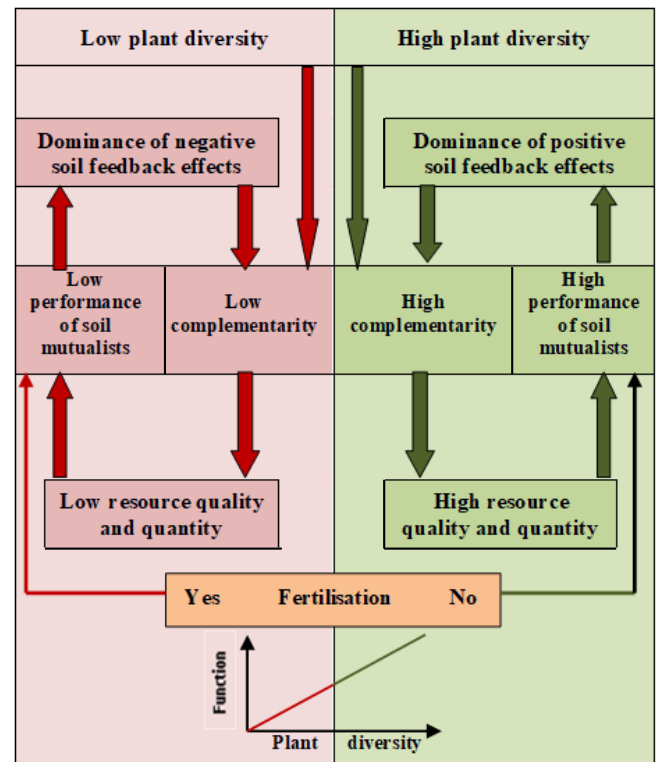 Low plant diversity
High plant diversity
Dominance of negative
soil feedback effects
Dominance of positive
soil feedback effects
Low
performance
of soil
mutualists
Low
complementarity
High
complementarity
High
performance
of soil
mutualists
Low resource quality
and quantity
High resource
quality and quantity
Yes Fertilisation No
Function
Plant diversity